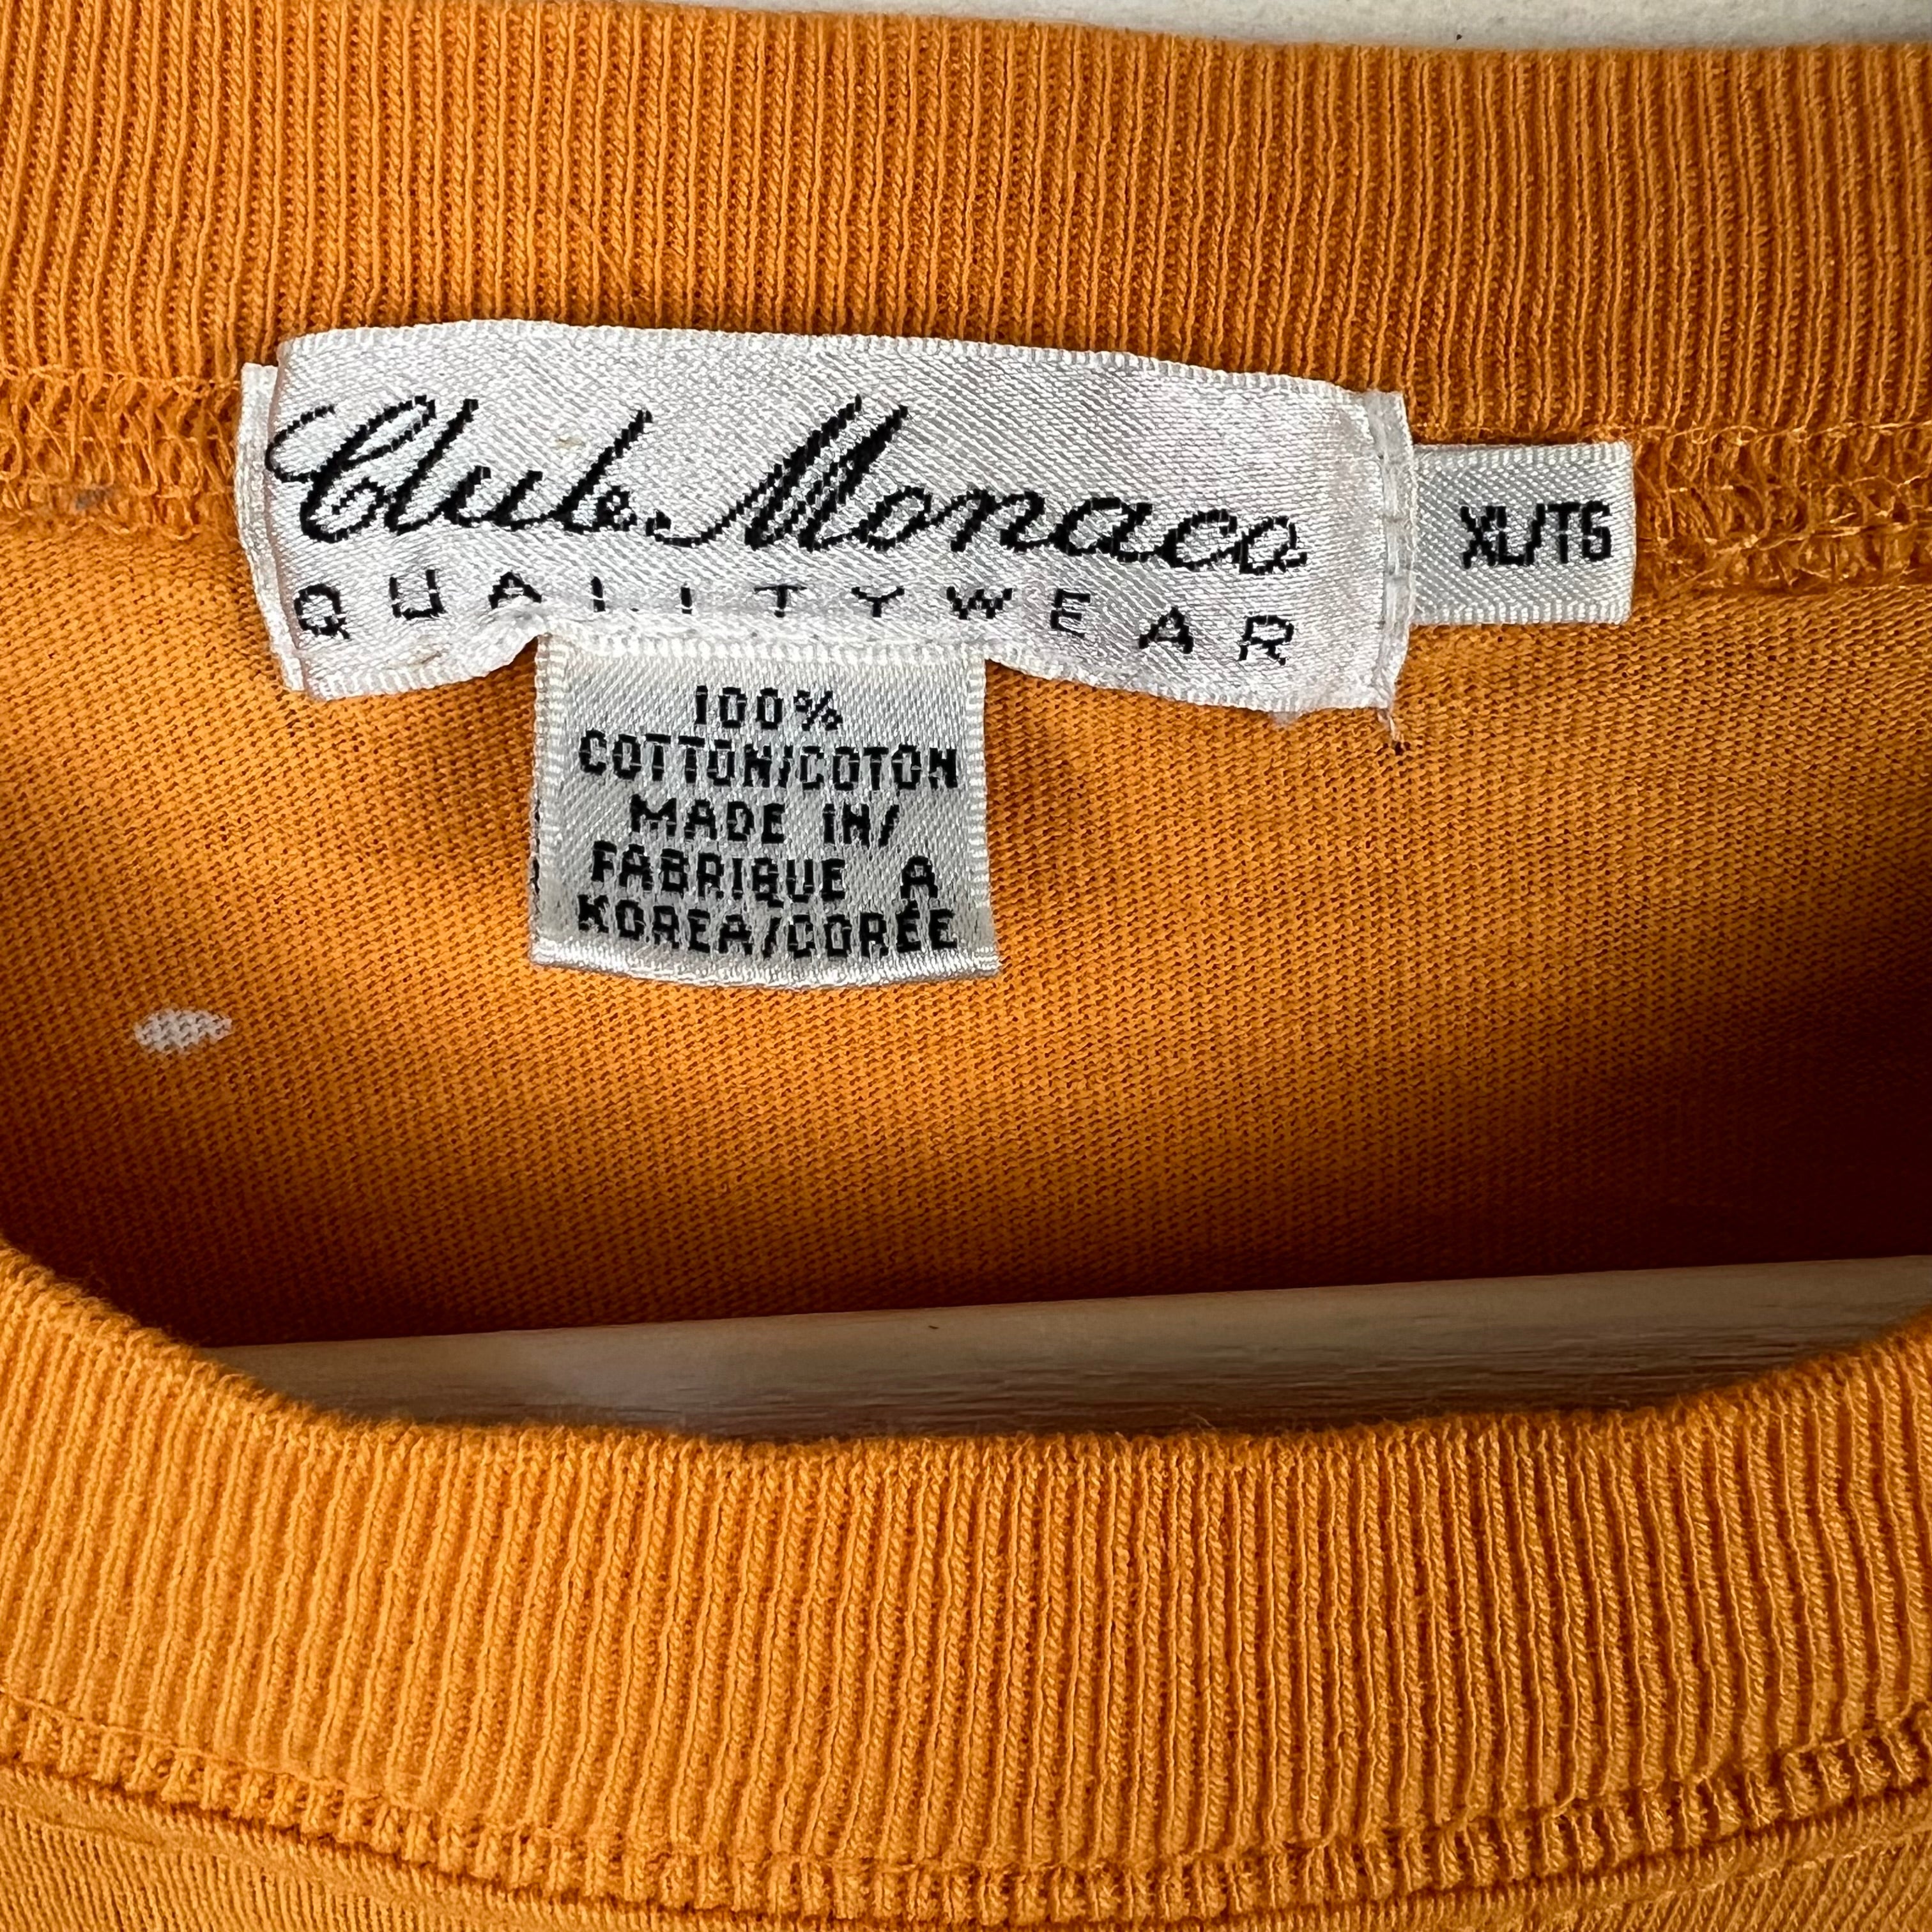 Club Monaco
QUALITYWEAR
XL/TG
100%
COTTON/COTON
MADE IN/
FABRIQUE A
KOREA/CORÉE